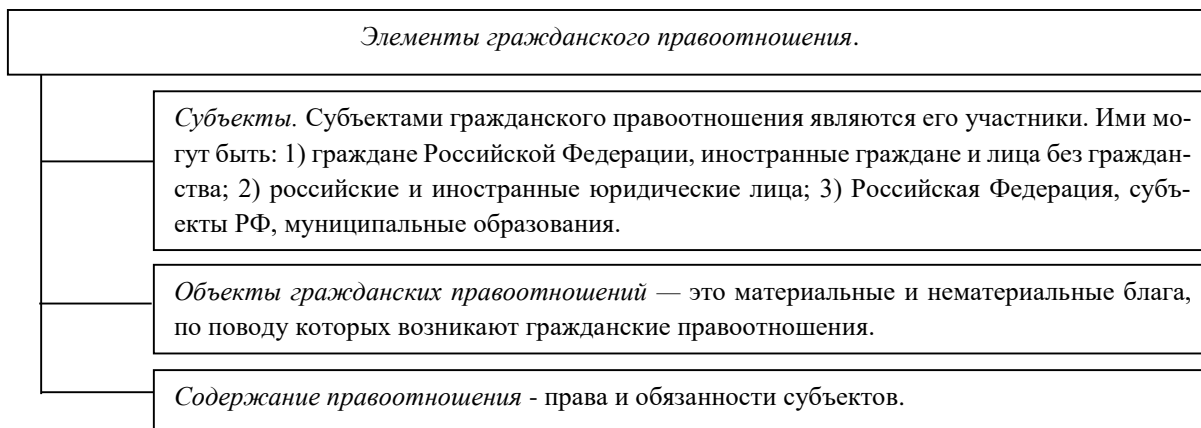 Элементы гражданского правоотношения.
Субъекты. Субъектами гражданского правоотношения являются его участники. Ими мо-
гут быть: 1) граждане Российской Федерации, иностранные граждане и лица без граждан-
ства; 2) российские и иностранные юридические лица; 3) Российская Федерация, субъ-
екты РФ, муниципальные образования.
Объекты гражданских правоотношений — это материальные и нематериальные блага,
по поводу которых возникают гражданские правоотношения.
Содержание правоотношения - права и обязанности субъектов.